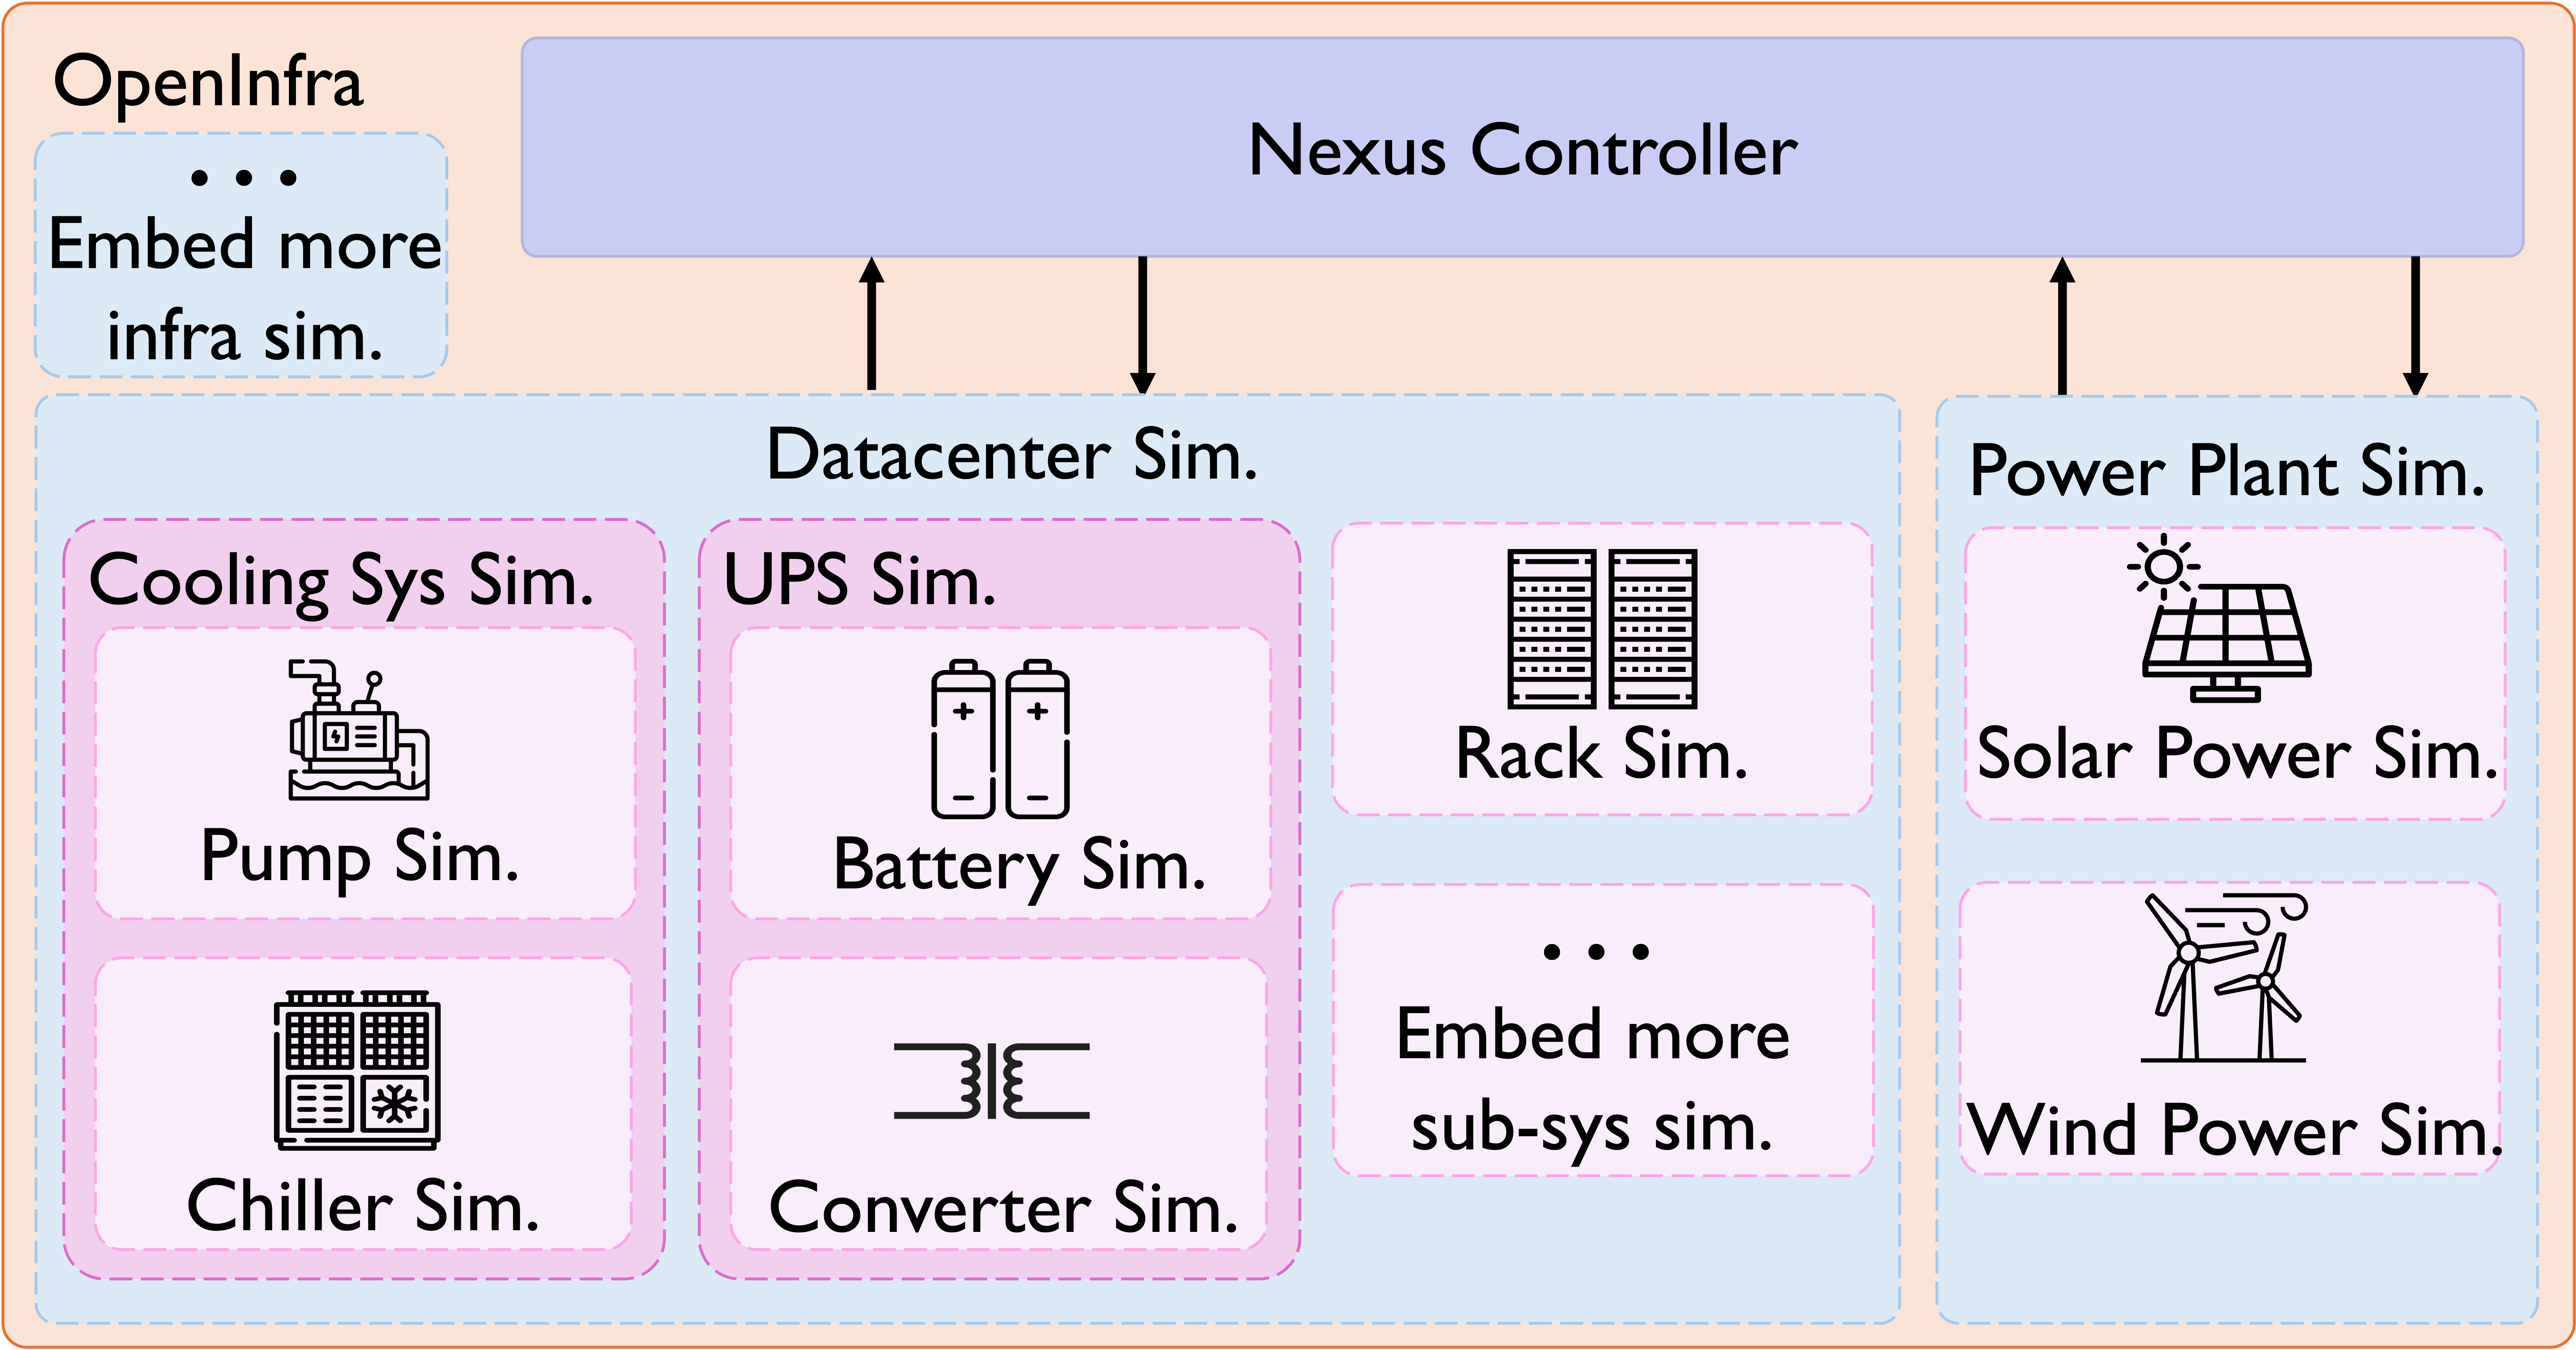 OpenInfra
Nexus Controller
• • •
Embed more
infra sim.
Datacenter Sim.
Cooling Sys Sim.
Pump Sim.
Chiller Sim.
UPS Sim.
Battery Sim.
Converter Sim.
Rack Sim.
• • •
Embed more
sub-sys sim.
Power Plant Sim.
Solar Power Sim.
Wind Power Sim.